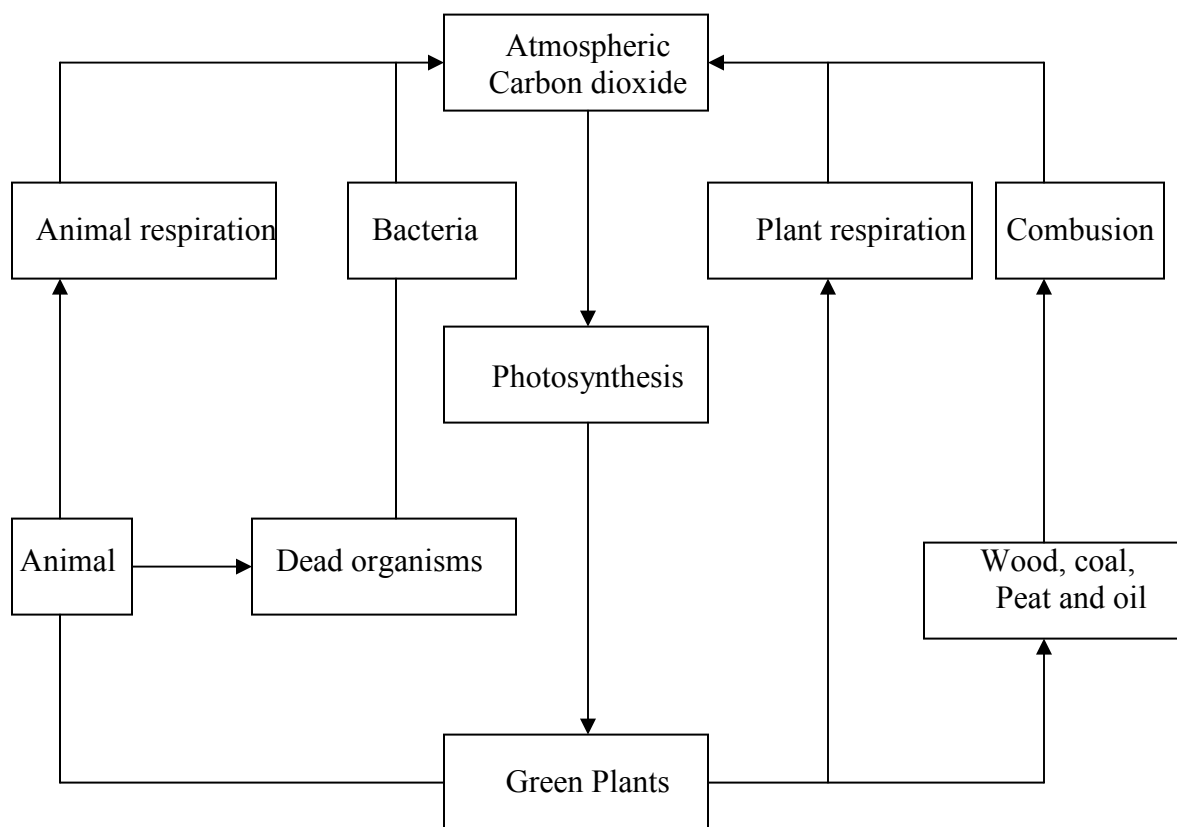 Atmospheric
Carbon dioxide
Animal respiration
Bacteria
Plant respiration
Combusion
Photosynthesis
Animal
Dead organisms
Wood, coal,
Peat and oil
Green Plants